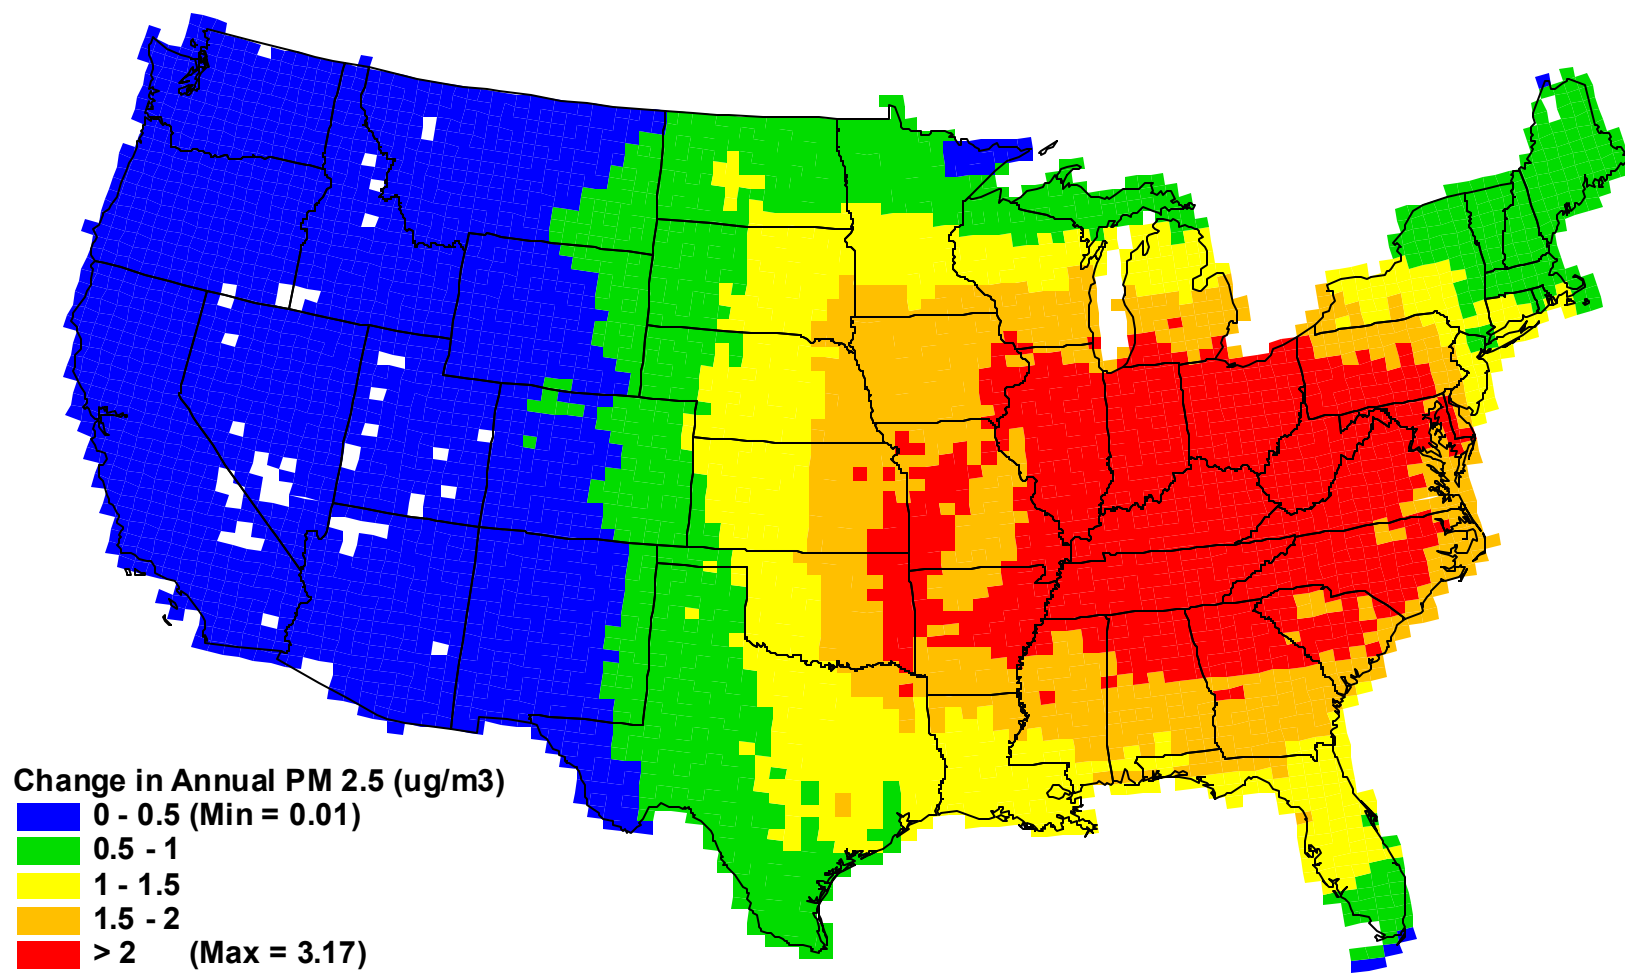 Change in Annual PM 2.5 (ug/m3)
0 - 0.5 (Min = 0.01)
0.5 - 1
1 - 1.5
1.5 - 2
> 2 (Max = 3.17)